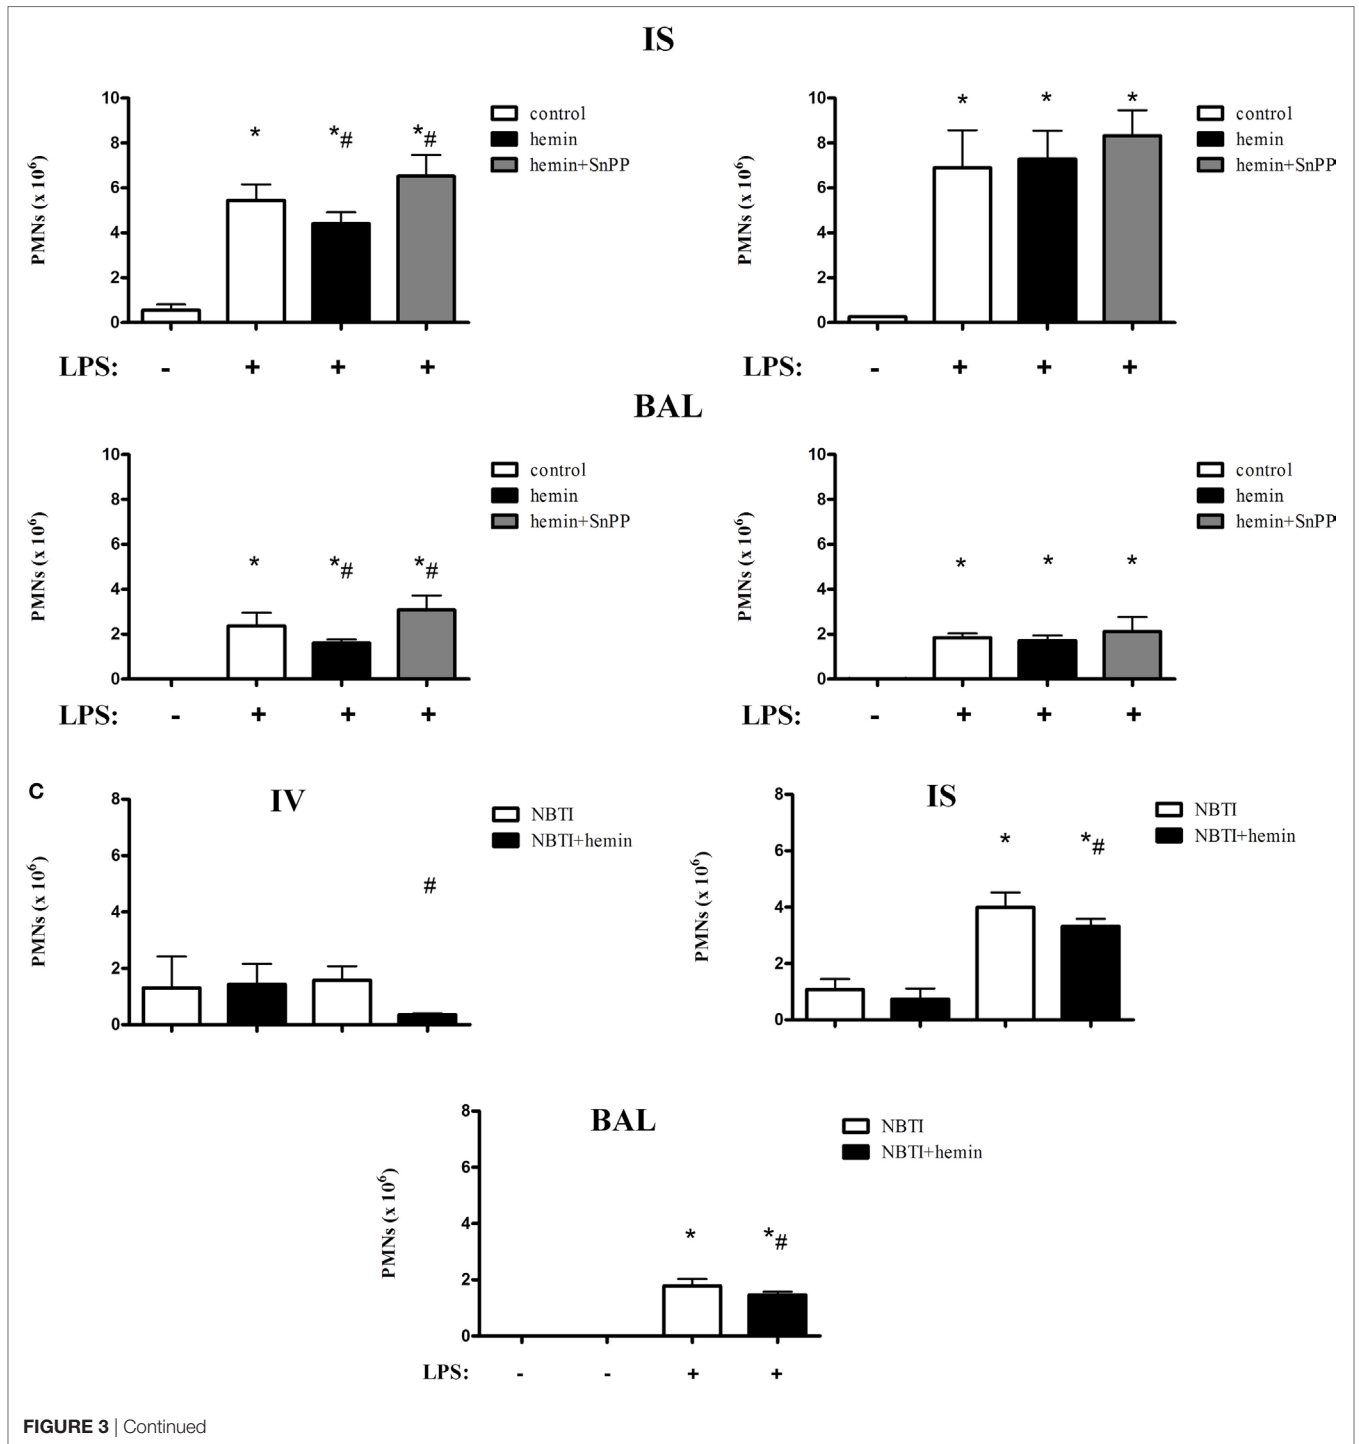 IS
10
8
6
4
2
0
PMNs (x 10⁶)
* *# *#
control
hemin
hemin+SnPP
LPS: - + + +
10
8
6
4
2
0
PMNs (x 10⁶)
* * *
control
hemin
hemin+SnPP
LPS: - + + +
BAL
10
8
6
4
2
0
PMNs (x 10⁶)
* *# *#
control
hemin
hemin+SnPP
LPS: - + + +
10
8
6
4
2
0
PMNs (x 10⁶)
* * *
control
hemin
hemin+SnPP
LPS: - + + +
C
IV
8
6
4
2
0
PMNs (x 10⁶)
#
NBTI
NBTI+hemin
IS
8
6
4
2
0
PMNs (x 10⁶)
* *#
NBTI
NBTI+hemin
BAL
8
6
4
2
0
PMNs (x 10⁶)
* *#
NBTI
NBTI+hemin
LPS: - - + +
FIGURE 3 | Continued